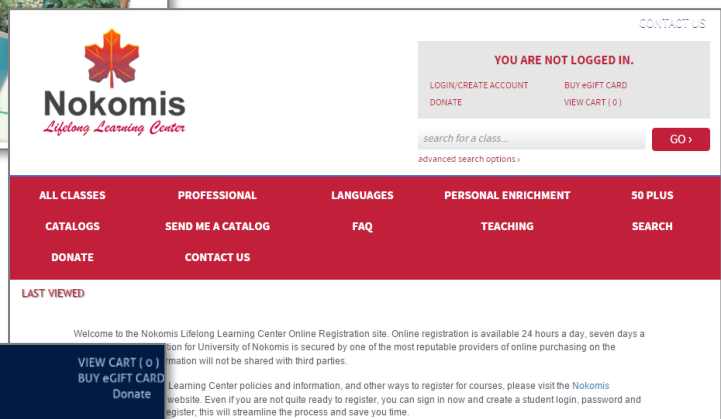 CONTACT US
Nokomis
Lifelong Learning Center
YOU ARE NOT LOGGED IN.
LOGIN/CREATE ACCOUNT BUY eGIFT CARD
DONATE VIEW CART ( 0 )
search for a class...
GO ›
advanced search options ›
ALL CLASSES PROFESSIONAL LANGUAGES PERSONAL ENRICHMENT 50 PLUS
CATALOGS SEND ME A CATALOG FAQ TEACHING SEARCH
DONATE CONTACT US
LAST VIEWED
Welcome to the Nokomis Lifelong Learning Center Online Registration site. Online registration is available 24 hours a day, seven days a
tion for University of Nokomis is secured by one of the most reputable providers of online purchasing on the
rmation will not be shared with third parties.
Learning Center policies and information, and other ways to register for courses, please visit the Nokomis
website. Even if you are not quite ready to register, you can sign in now and create a student login, password and
egister, this will streamline the process and save you time.
VIEW CART ( 0 )
BUY eGIFT CARD
Donate